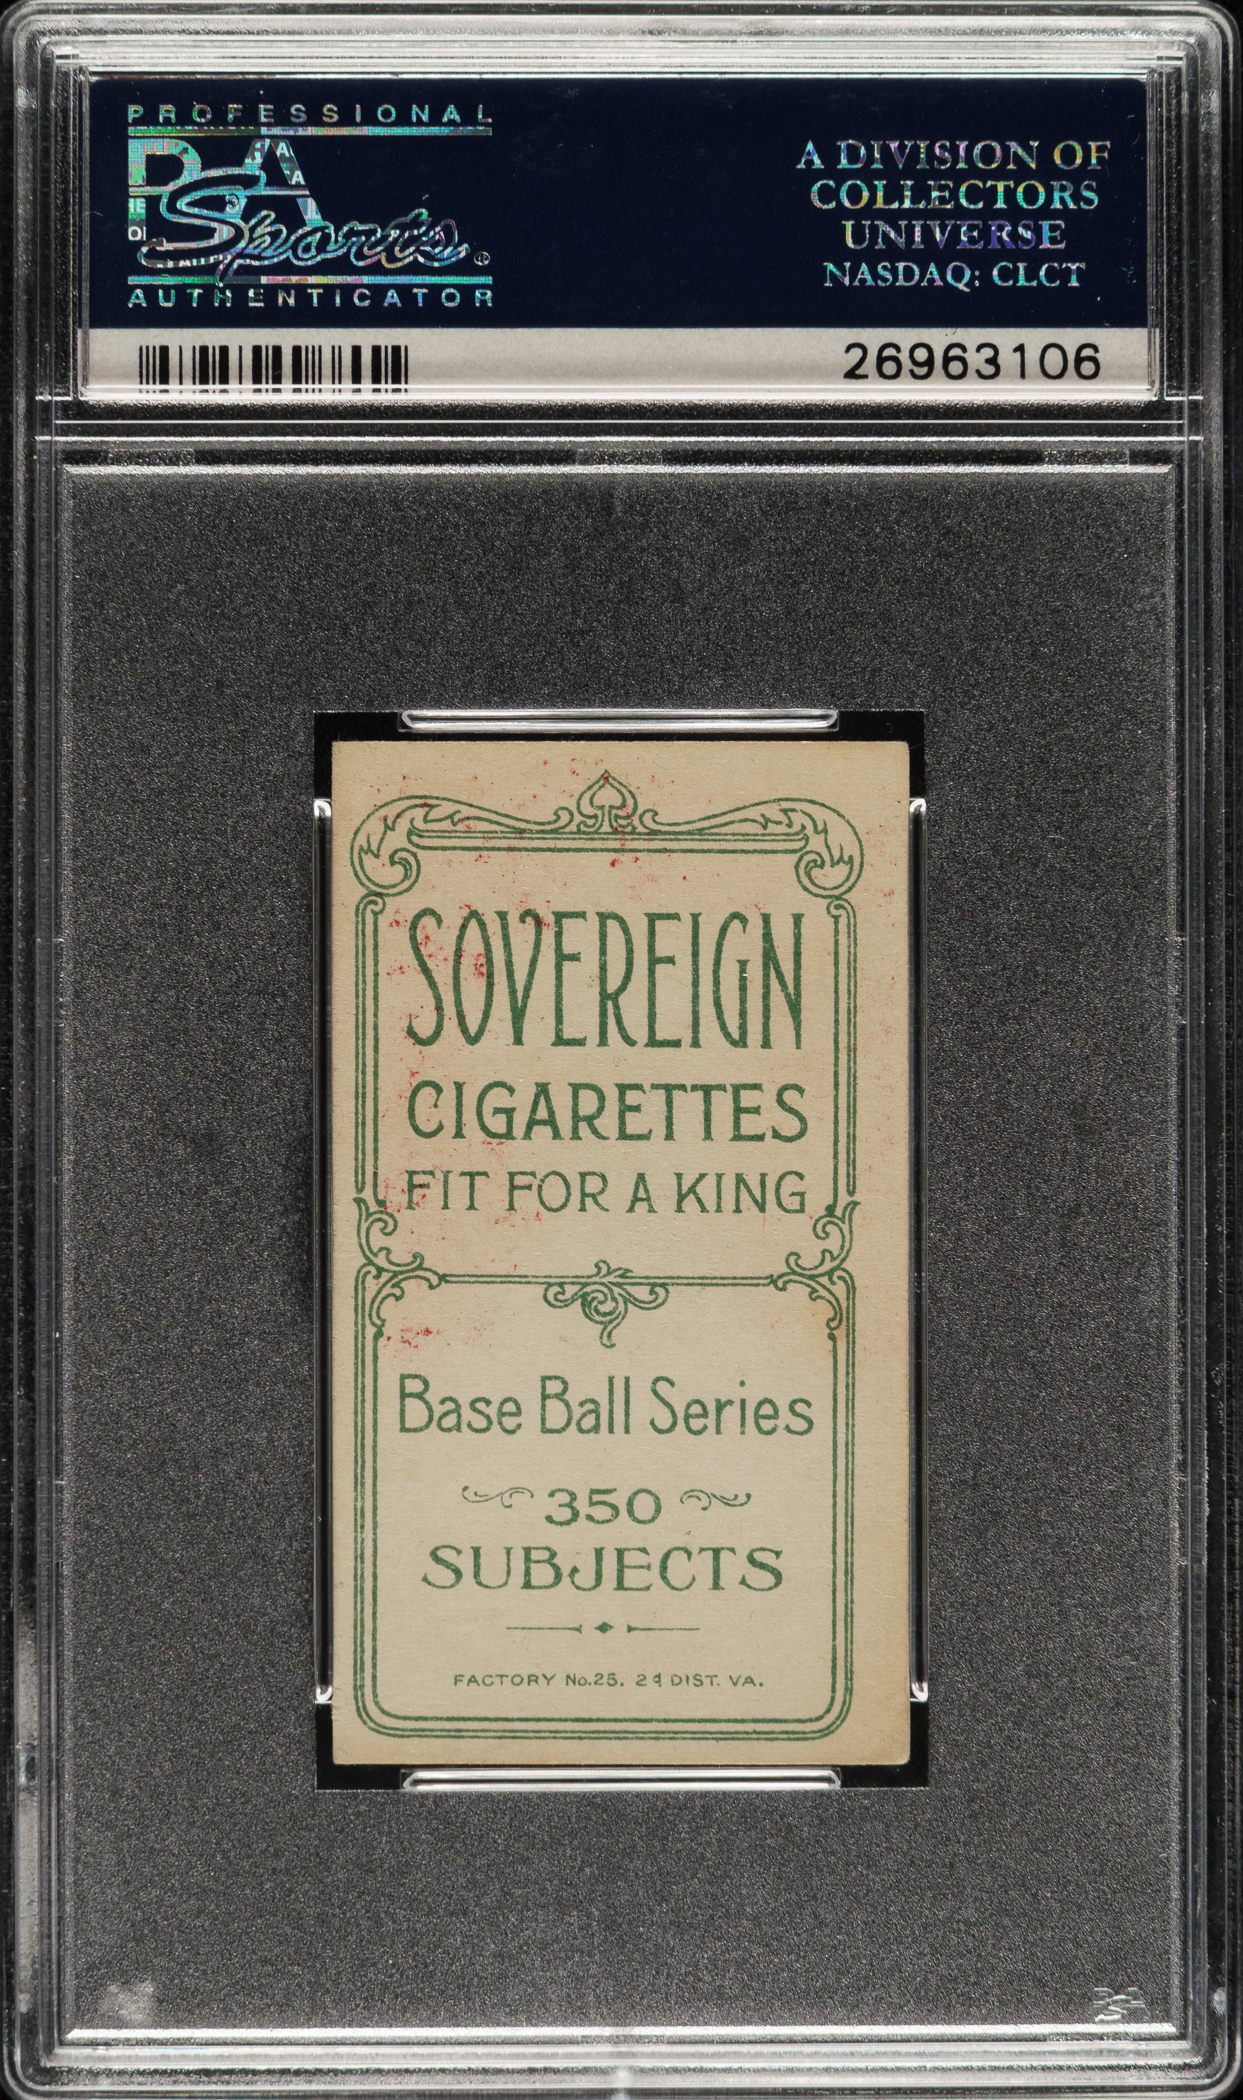 PROFESSIONAL
PSA
Sports®
AUTHENTICATOR
A DIVISION OF
COLLECTORS
UNIVERSE
NASDAQ: CLCT
26963106
SOVEREIGN
CIGARETTES
FIT FOR A KING
Base Ball Series
350
SUBJECTS
FACTORY No. 25. 2d DIST. VA.